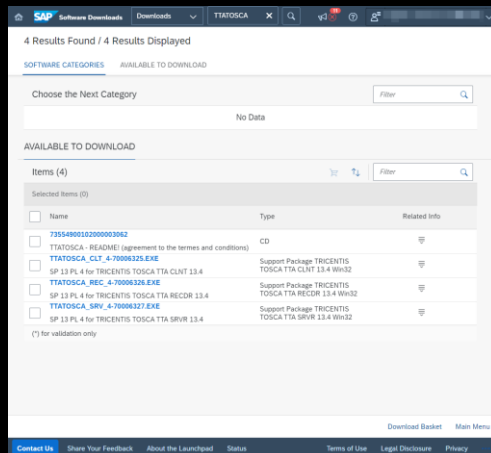 SAP Software Downloads Downloads TTATOSCA
4 Results Found / 4 Results Displayed
SOFTWARE CATEGORIES AVAILABLE TO DOWNLOAD
Choose the Next Category Filter
No Data
AVAILABLE TO DOWNLOAD
Items (4) Filter
Selected Items (0)
Name Type Related Info
73554900102000003062
TTATOSCA - README! (agreement to the termes and conditions) CD
TTATOSCA_CLT_4-70006325.EXE
SP 13 PL 4 for TRICENTIS TOSCA TTA CLNT 13.4
Support Package TRICENTIS
TOSCA TTA CLNT 13.4 Win32
TTATOSCA_REC_4-70006326.EXE
SP 13 PL 4 for TRICENTIS TOSCA TTA RECDR 13.4
Support Package TRICENTIS
TOSCA TTA RECDR 13.4 Win32
TTATOSCA_SRV_4-70006327.EXE
SP 13 PL 4 for TRICENTIS TOSCA TTA SRVR 13.4
Support Package TRICENTIS
TOSCA TTA SRVR 13.4 Win32
(*) for validation only
Download Basket Main Menu
Contact Us Share Your Feedback About the Launchpad Status Terms of Use Legal Disclosure Privacy